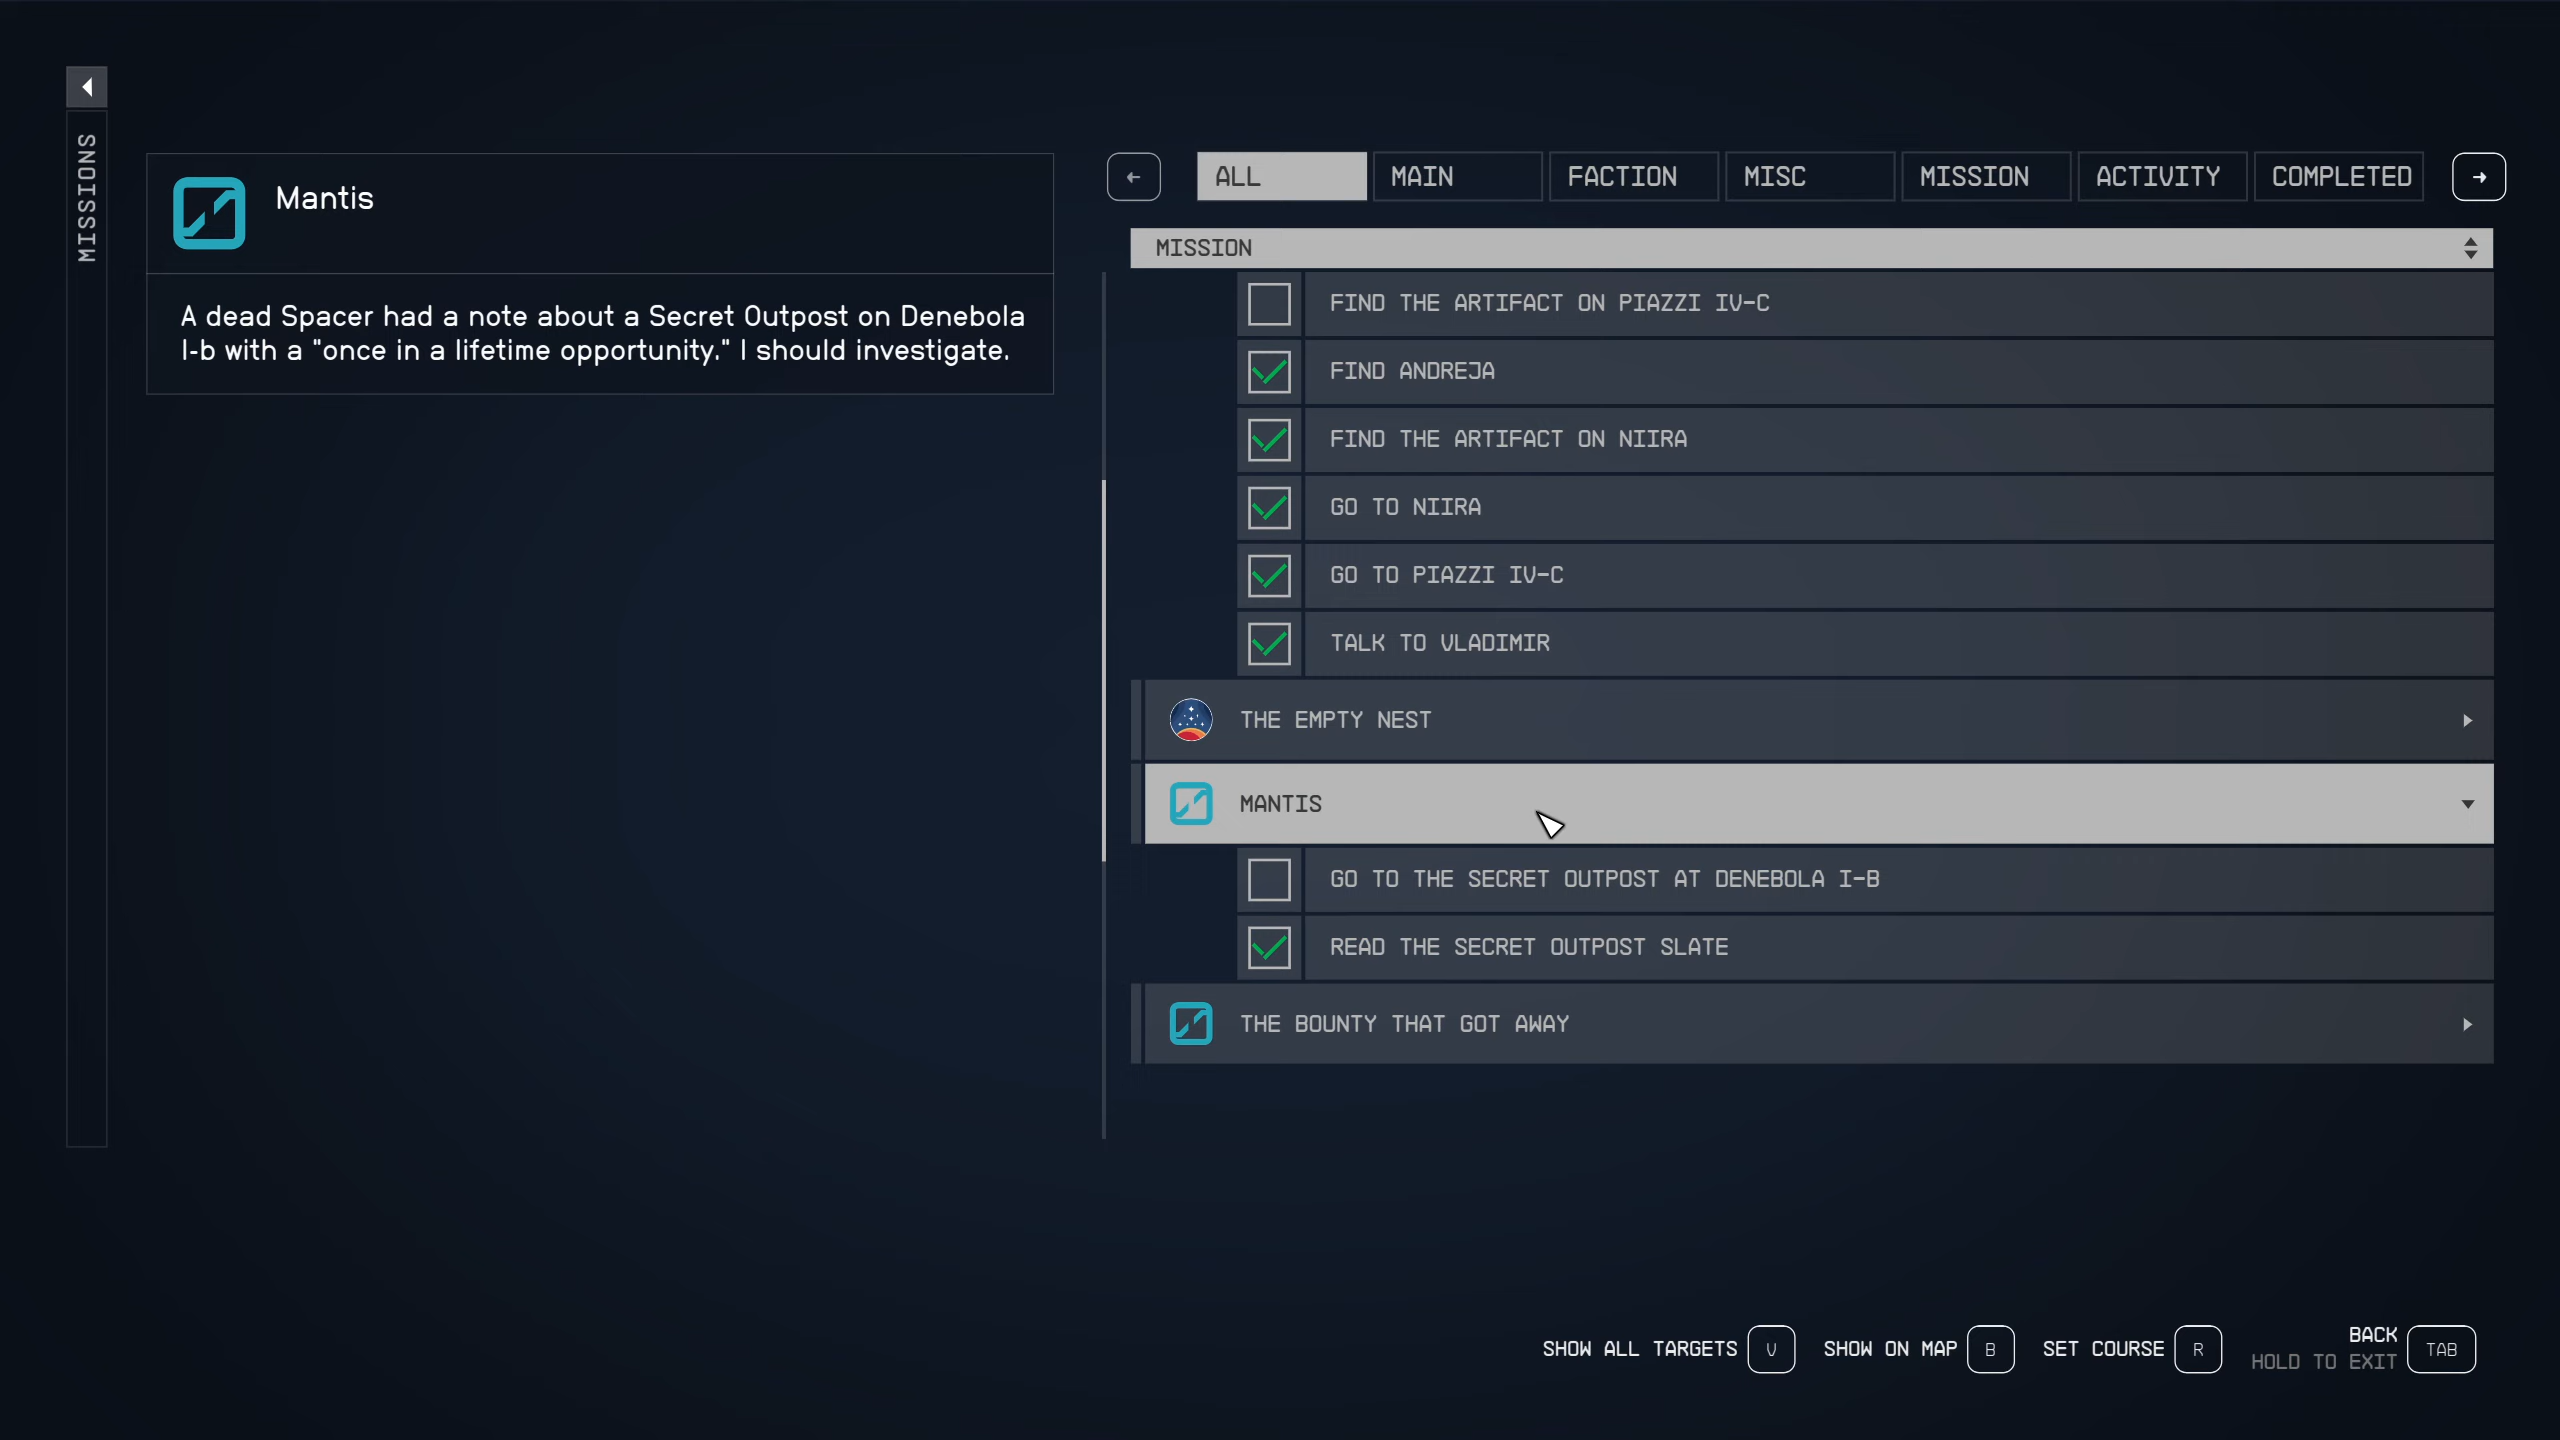 MISSIONS
Mantis
A dead Spacer had a note about a Secret Outpost on Denebola
I-b with a "once in a lifetime opportunity." I should investigate.
ALL
MAIN
FACTION
MISC
MISSION
ACTIVITY
COMPLETED
MISSION
FIND THE ARTIFACT ON PIAZZI IV-C
FIND ANDREJA
FIND THE ARTIFACT ON NIIRA
GO TO NIIRA
GO TO PIAZZI IV-C
TALK TO VLADIMIR
THE EMPTY NEST
MANTIS
GO TO THE SECRET OUTPOST AT DENEBOLA I-B
READ THE SECRET OUTPOST SLATE
THE BOUNTY THAT GOT AWAY
SHOW ALL TARGETS V
SHOW ON MAP B
SET COURSE R
BACK
HOLD TO EXIT
TAB